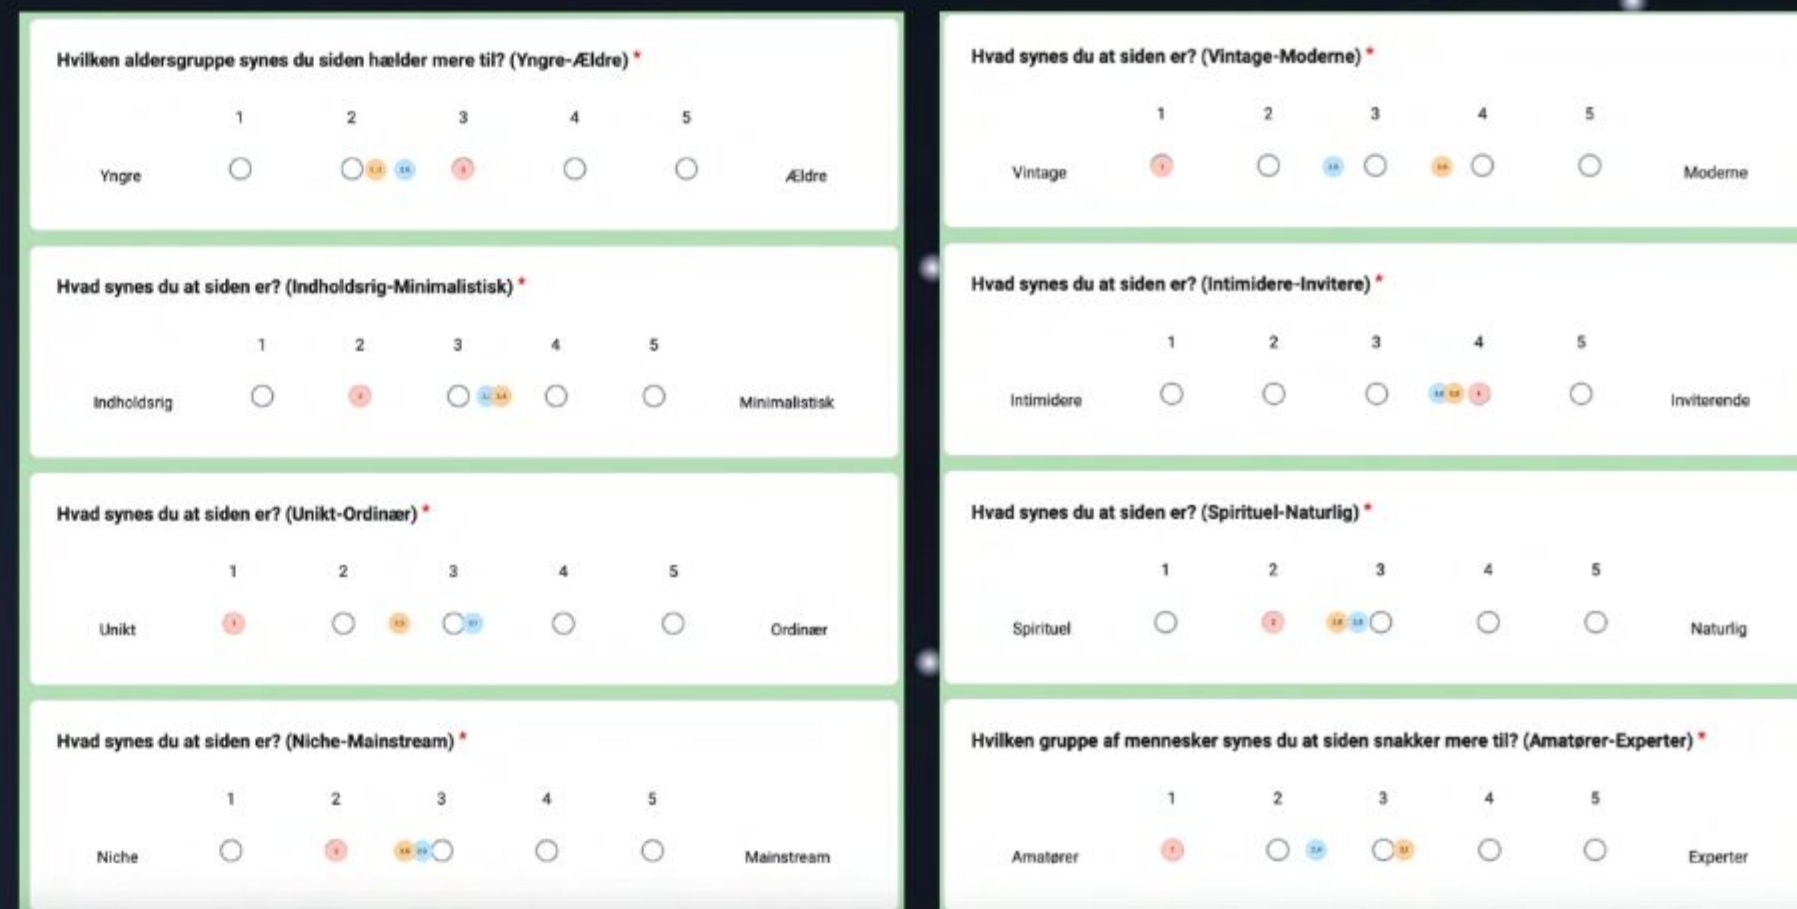 Hvilken aldersgruppe synes du siden hælder mere til? (Yngre-Ældre) *
1 2 3 4 5
Yngre Ældre
Hvad synes du at siden er? (Indholdsrig-Minimalistisk) *
1 2 3 4 5
Indholdsrig Minimalistisk
Hvad synes du at siden er? (Unikt-Ordinær) *
1 2 3 4 5
Unikt Ordinær
Hvad synes du at siden er? (Niche-Mainstream) *
1 2 3 4 5
Niche Mainstream
Hvad synes du at siden er? (Vintage-Moderne) *
1 2 3 4 5
Vintage Moderne
Hvad synes du at siden er? (Intimidere-Invitere) *
1 2 3 4 5
Intimidere Inviterende
Hvad synes du at siden er? (Spirituel-Naturlig) *
1 2 3 4 5
Spirituel Naturlig
Hvilken gruppe af mennesker synes du at siden snakker mere til? (Amatører-Experter) *
1 2 3 4 5
Amatører Experter